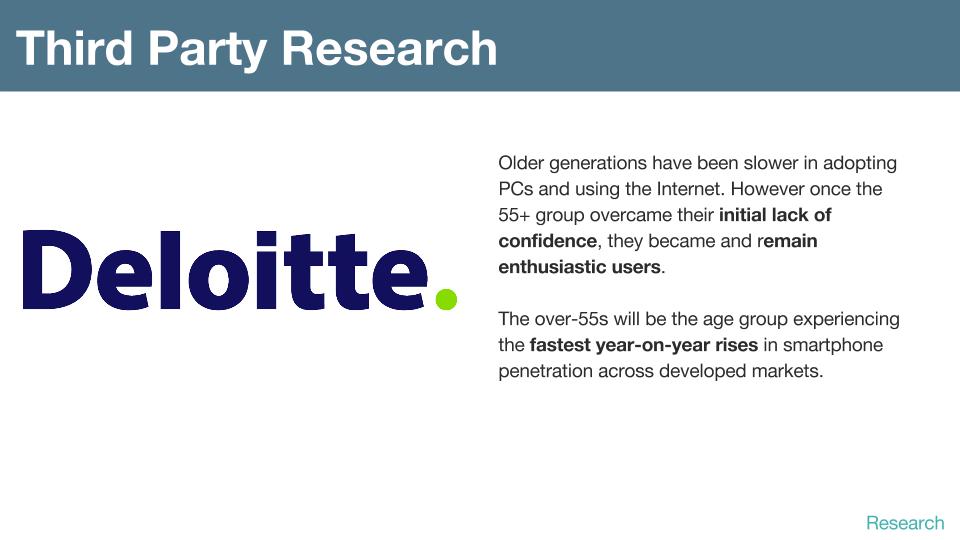 Third Party Research
Deloitte.
Older generations have been slower in adopting
PCs and using the Internet. However once the
55+ group overcame their initial lack of
confidence, they became and remain
enthusiastic users.
The over-55s will be the age group experiencing
the fastest year-on-year rises in smartphone
penetration across developed markets.
Research